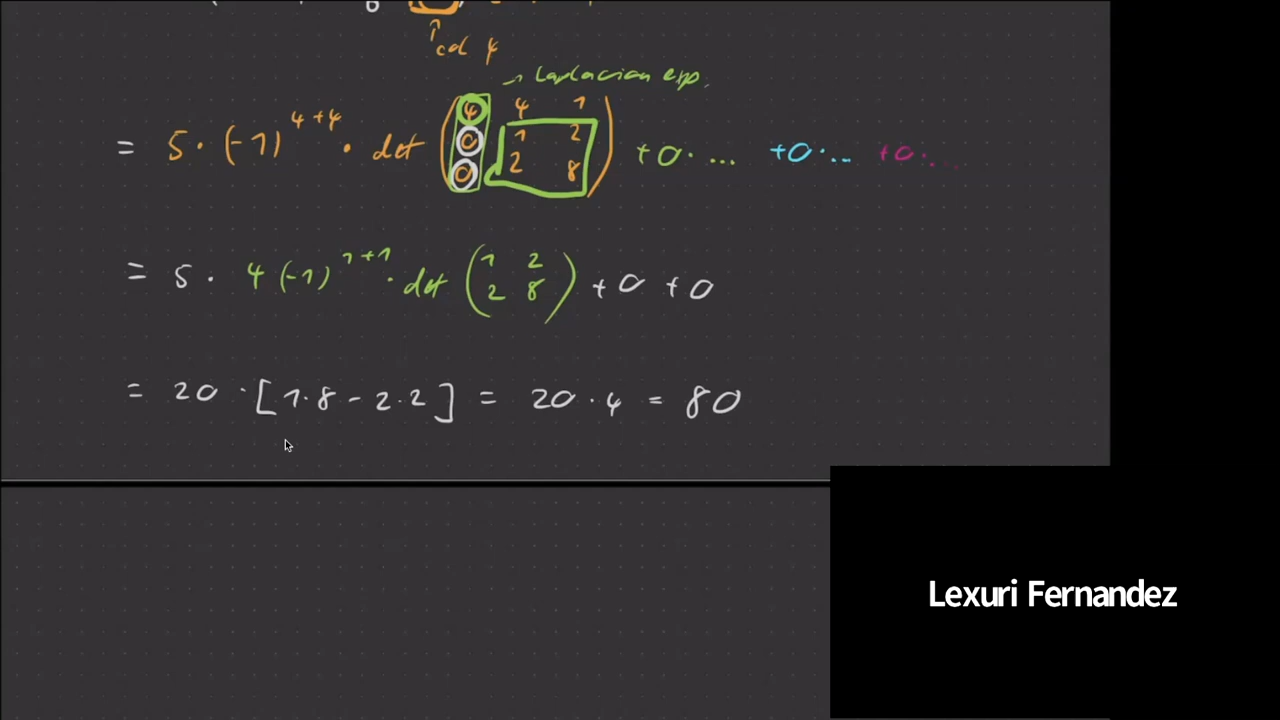 col 4
→ Laplacian exp.
= 5 · (-1)^{4+4} · det ( 4 4 1
0 1 2
0 2 8 ) + 0 · ... + 0 · ... + 0 · ...
= 5 · 4 (-1)^{1+1} · det ( 1 2
2 8 ) + 0 + 0
= 20 · [ 1·8 - 2·2 ] = 20 · 4 = 80
Lexuri Fernandez